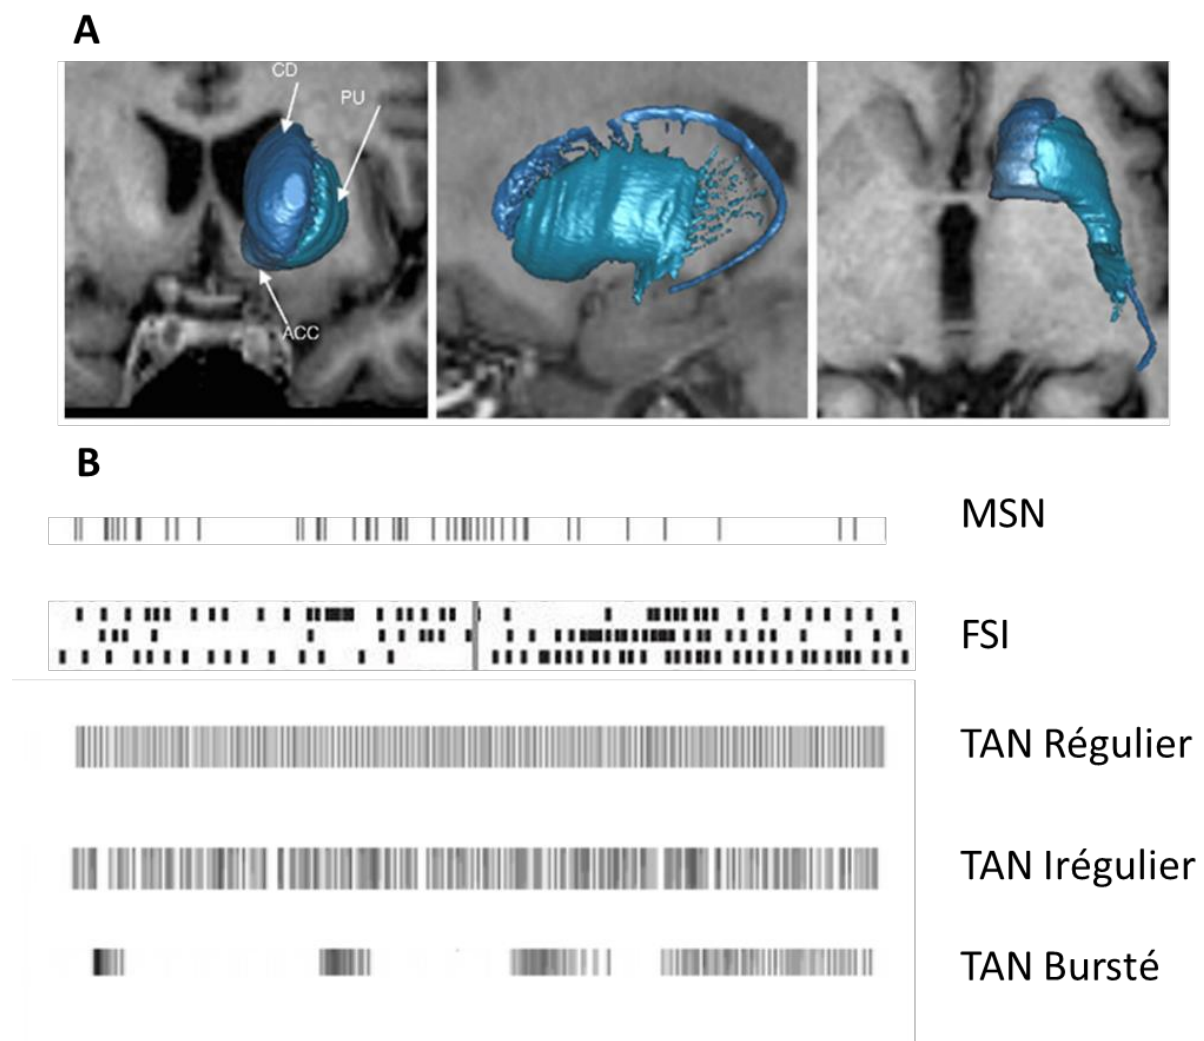 A
CD
PU
ACC
B
MSN
FSI
TAN Régulier
TAN Irégulier
TAN Bursté